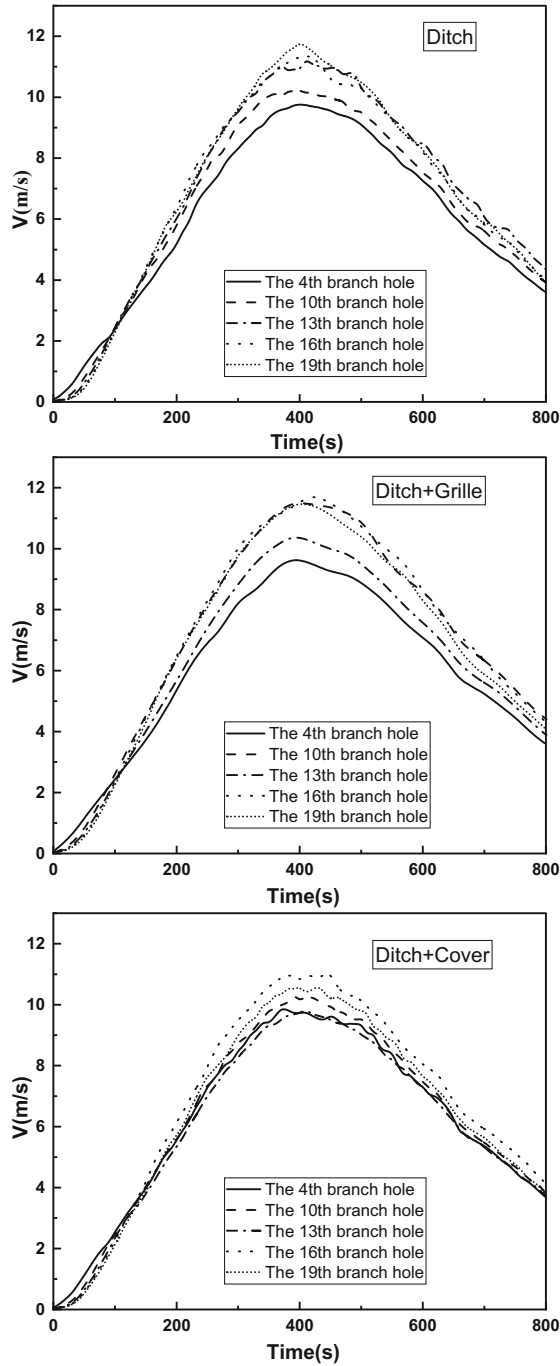 Ditch
V(m/s)
12
10
8
6
4
2
0
The 4th branch hole
The 10th branch hole
The 13th branch hole
The 16th branch hole
The 19th branch hole
0 200 400 600 800
Time(s)
Ditch+Grille
V(m/s)
12
10
8
6
4
2
0
The 4th branch hole
The 10th branch hole
The 13th branch hole
The 16th branch hole
The 19th branch hole
0 200 400 600 800
Time(s)
Ditch+Cover
V(m/s)
12
10
8
6
4
2
0
The 4th branch hole
The 10th branch hole
The 13th branch hole
The 16th branch hole
The 19th branch hole
0 200 400 600 800
Time(s)